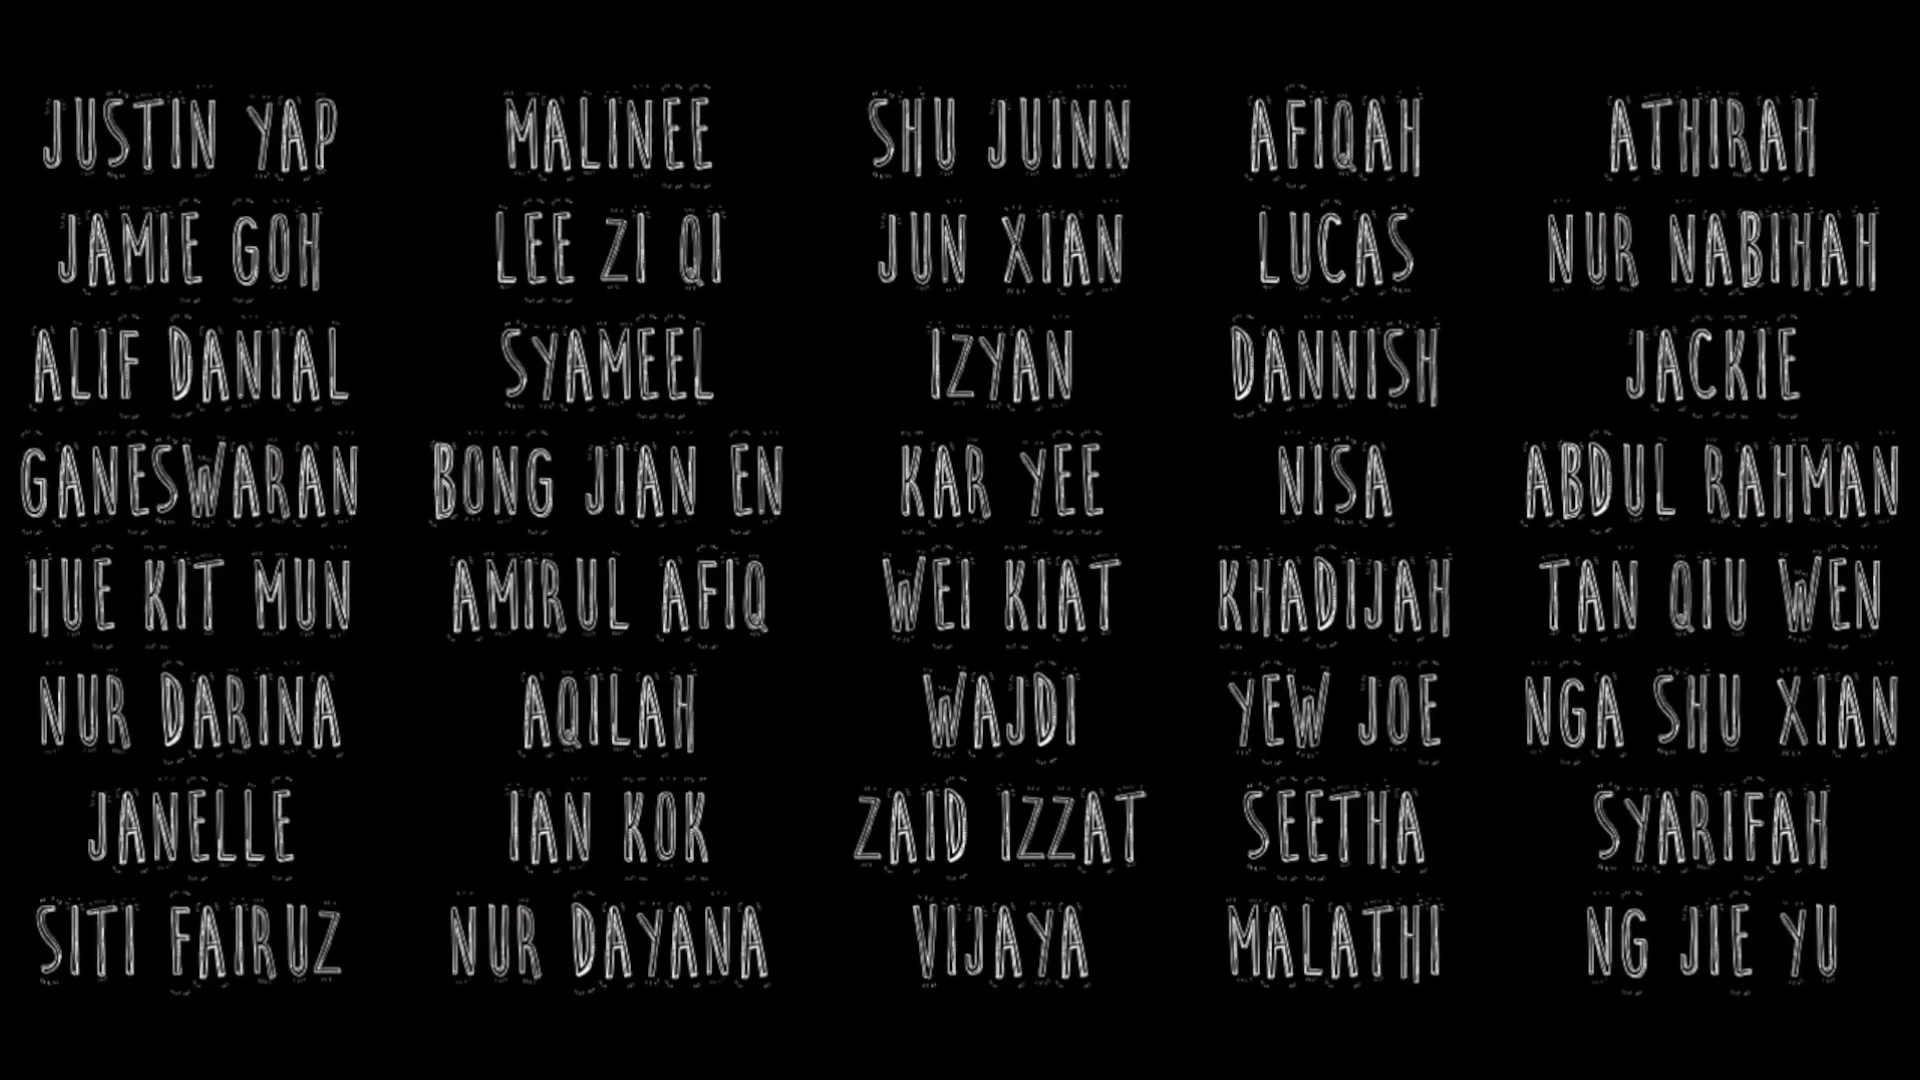 JUSTIN YAP MALINEE SHU JUINN AFIQAH ATHIRAH
JAMIE GOH LEE ZI QI JUN XIAN LUCAS NUR NABIHAH
ALIF DANIAL SYAMEEL IZYAN DANNISH JACKIE
GANESWARAN BONG JIAN EN KAR YEE NISA ABDUL RAHMAN
HUE KIT MUN AMIRUL AFIQ WEI KIAT KHADIJAH TAN QIU WEN
NUR DARINA AQILAH WAJDI YEW JOE NGA SHU XIAN
JANELLE IAN KOK ZAID IZZAT SEETHA SYARIFAH
SITI FAIRUZ NUR DAYANA VIJAYA MALATHI NG JIE YU